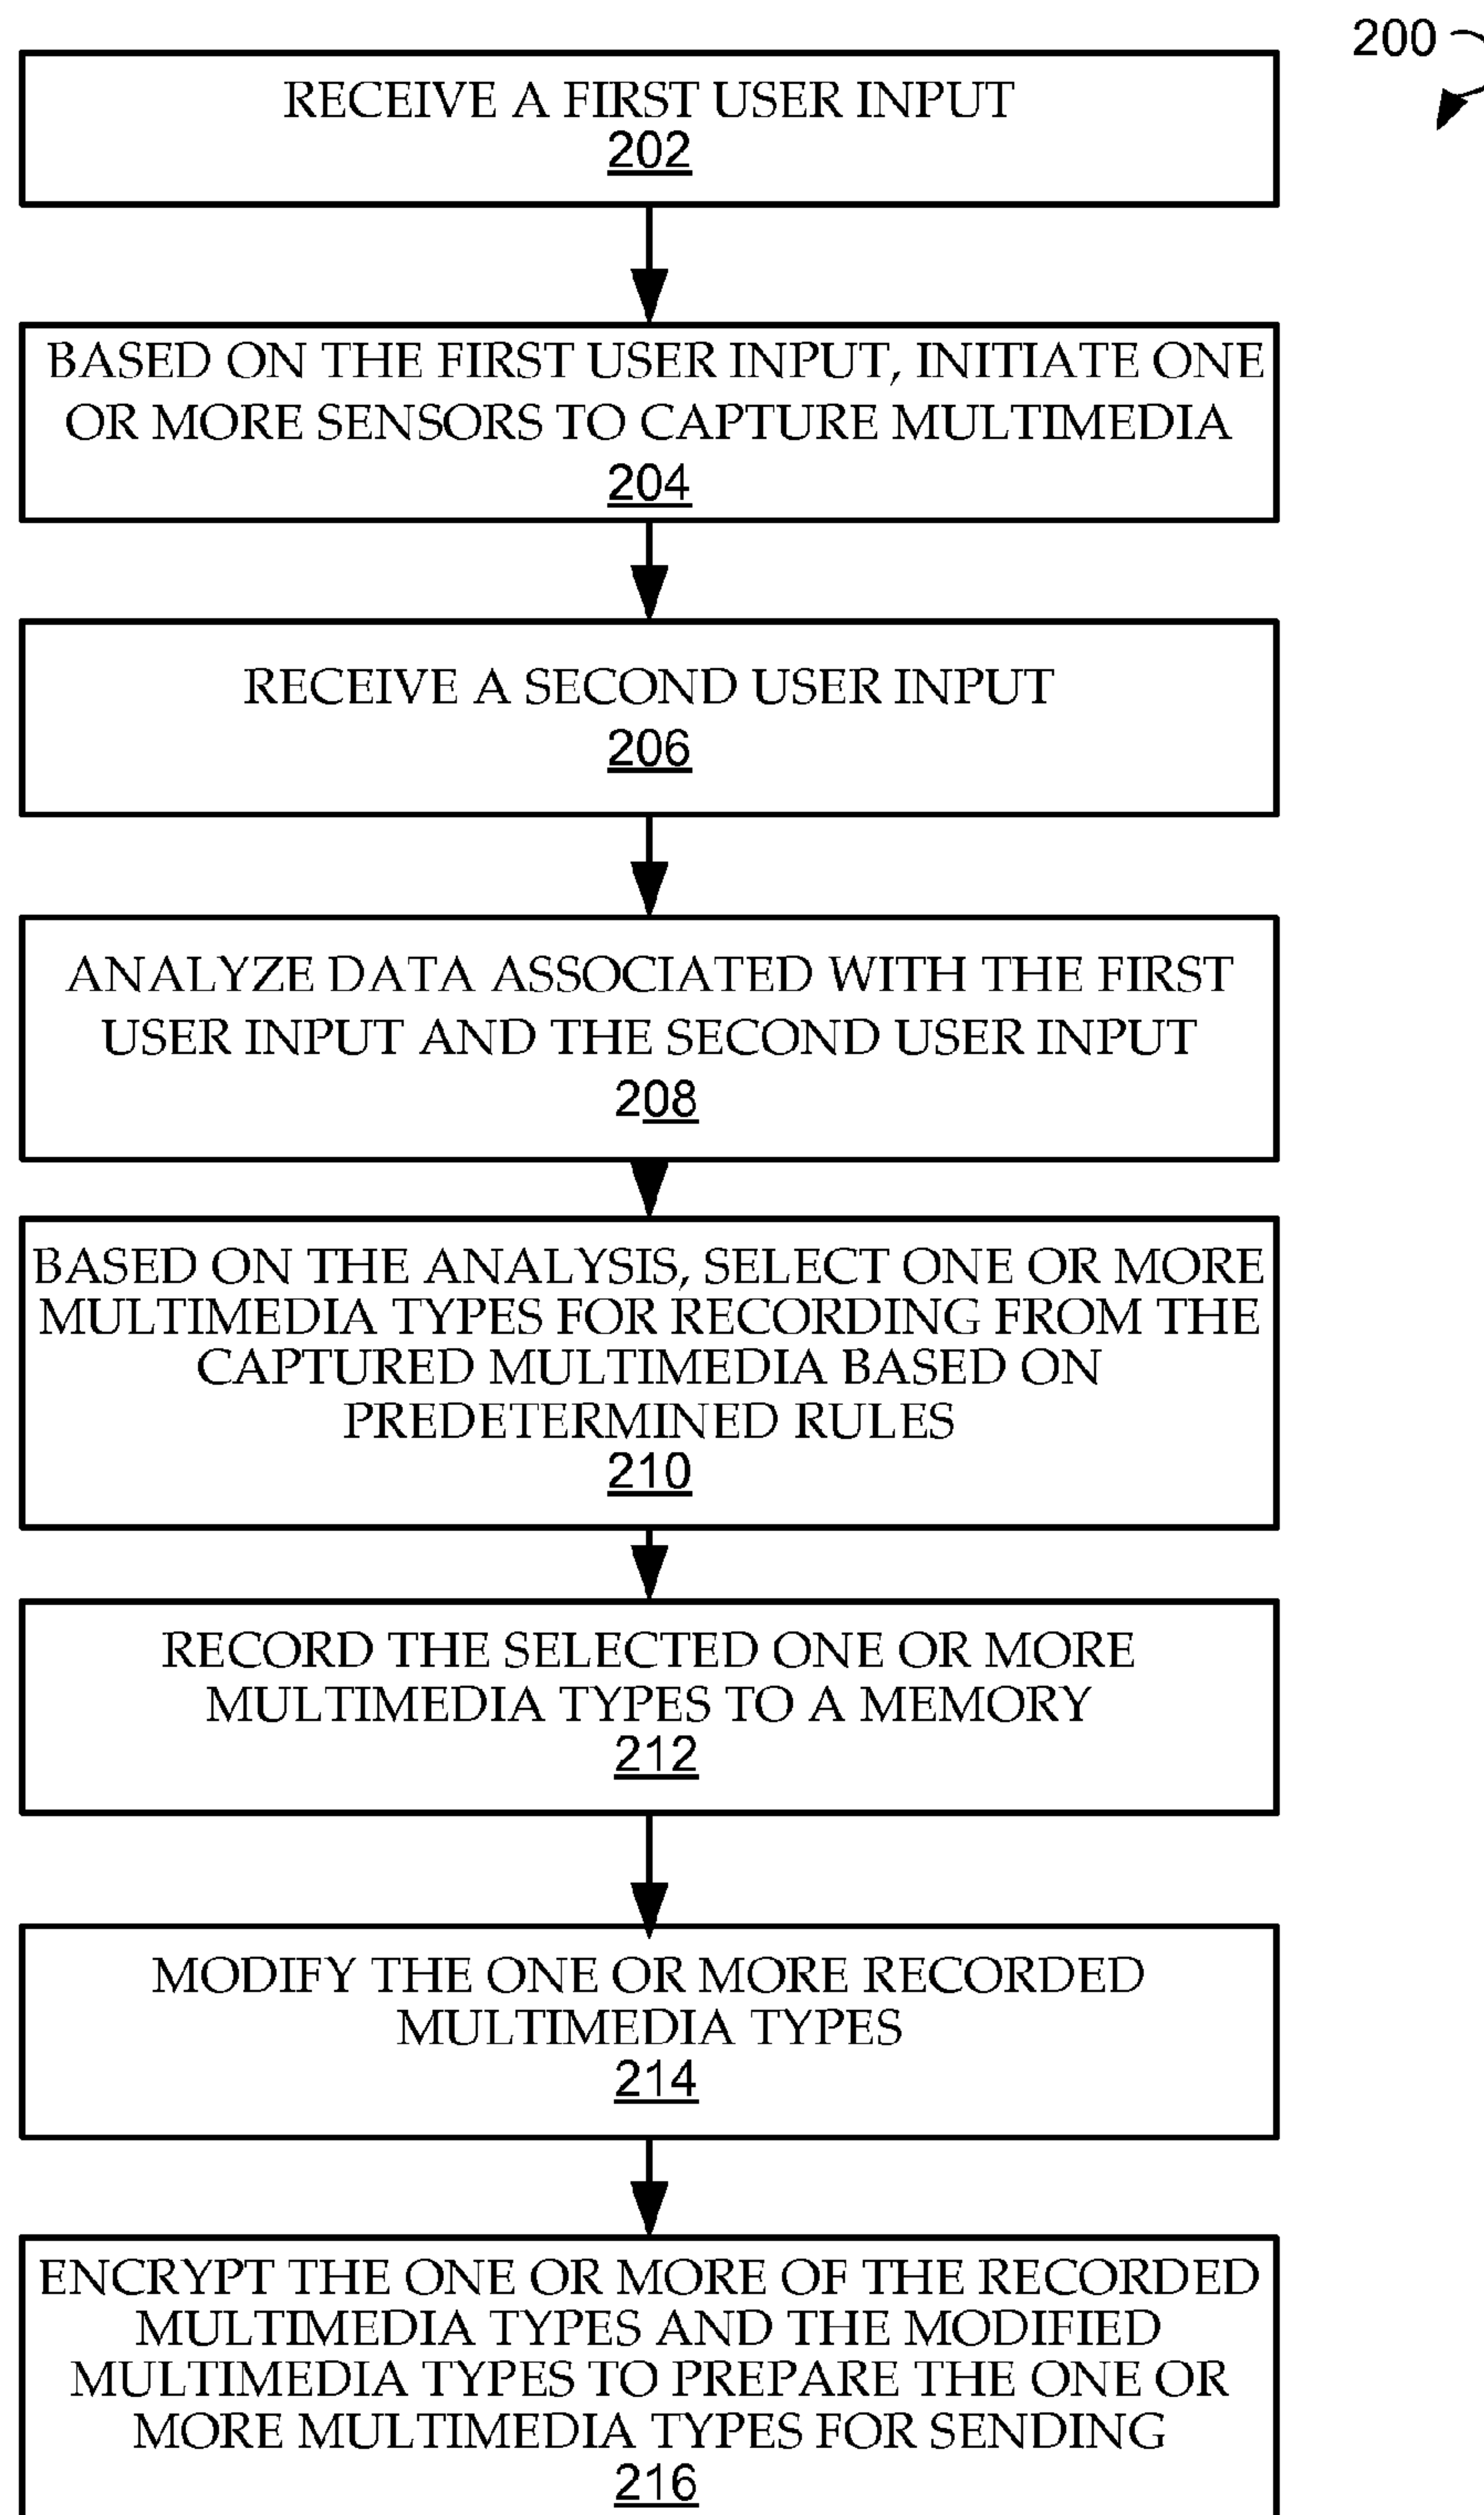 200
RECEIVE A FIRST USER INPUT
202
BASED ON THE FIRST USER INPUT, INITIATE ONE
OR MORE SENSORS TO CAPTURE MULTIMEDIA
204
RECEIVE A SECOND USER INPUT
206
ANALYZE DATA ASSOCIATED WITH THE FIRST
USER INPUT AND THE SECOND USER INPUT
208
BASED ON THE ANALYSIS, SELECT ONE OR MORE
MULTIMEDIA TYPES FOR RECORDING FROM THE
CAPTURED MULTIMEDIA BASED ON
PREDETERMINED RULES
210
RECORD THE SELECTED ONE OR MORE
MULTIMEDIA TYPES TO A MEMORY
212
MODIFY THE ONE OR MORE RECORDED
MULTIMEDIA TYPES
214
ENCRYPT THE ONE OR MORE OF THE RECORDED
MULTIMEDIA TYPES AND THE MODIFIED
MULTIMEDIA TYPES TO PREPARE THE ONE OR
MORE MULTIMEDIA TYPES FOR SENDING
216